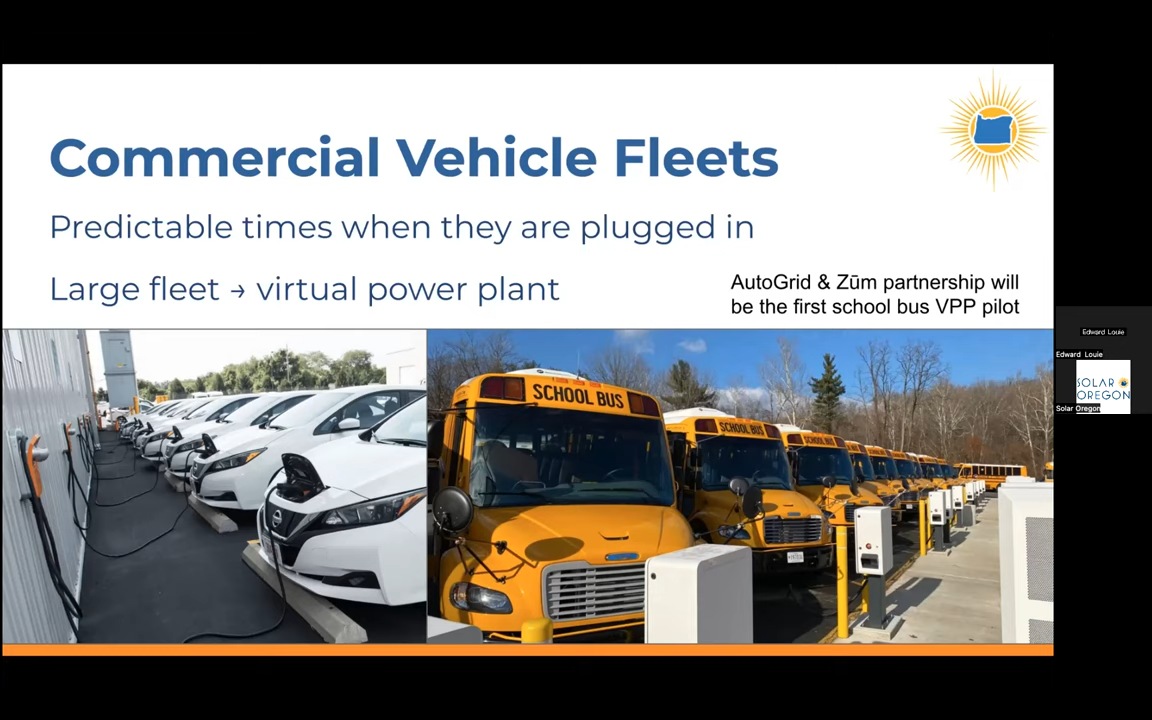 Commercial Vehicle Fleets
Predictable times when they are plugged in
Large fleet → virtual power plant
AutoGrid & Zūm partnership will
be the first school bus VPP pilot
SCHOOL BUS
SCHOOL BUS
SCHOOL BUS
Edward Louie
Edward Louie
SOLAR
OREGON
Solar Oregon